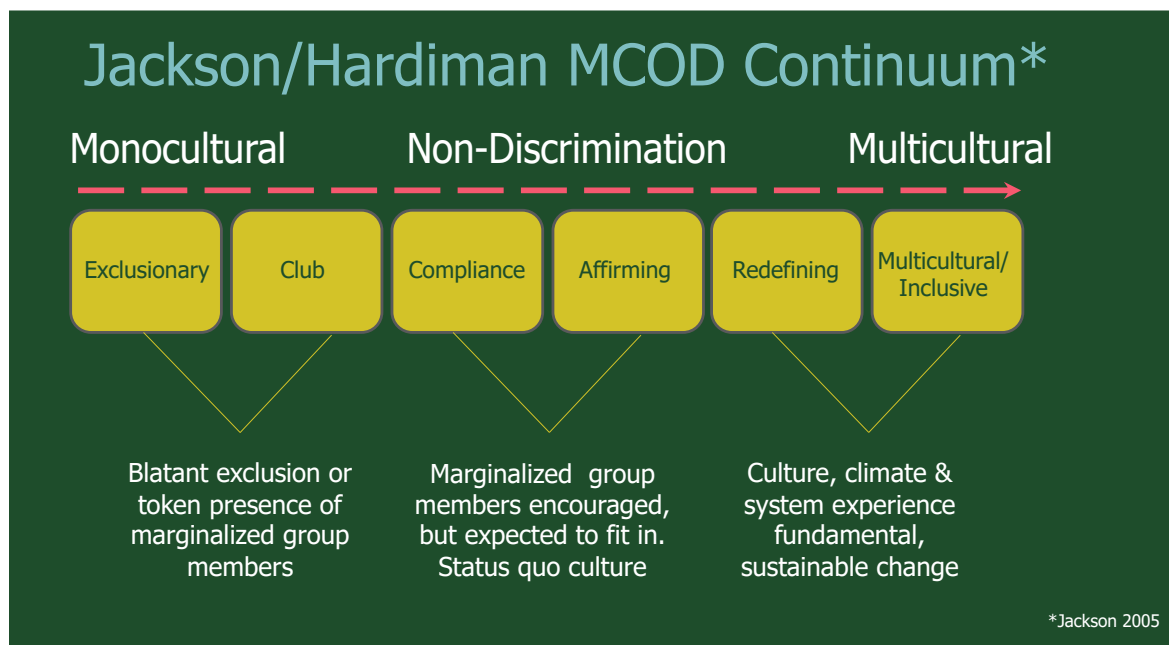 Jackson/Hardiman MCOD Continuum*
Monocultural Non-Discrimination Multicultural
Exclusionary
Club
Compliance
Affirming
Redefining
Multicultural/
Inclusive
Blatant exclusion or
token presence of
marginalized group
members
Marginalized group
members encouraged,
but expected to fit in.
Status quo culture
Culture, climate &
system experience
fundamental,
sustainable change
*Jackson 2005